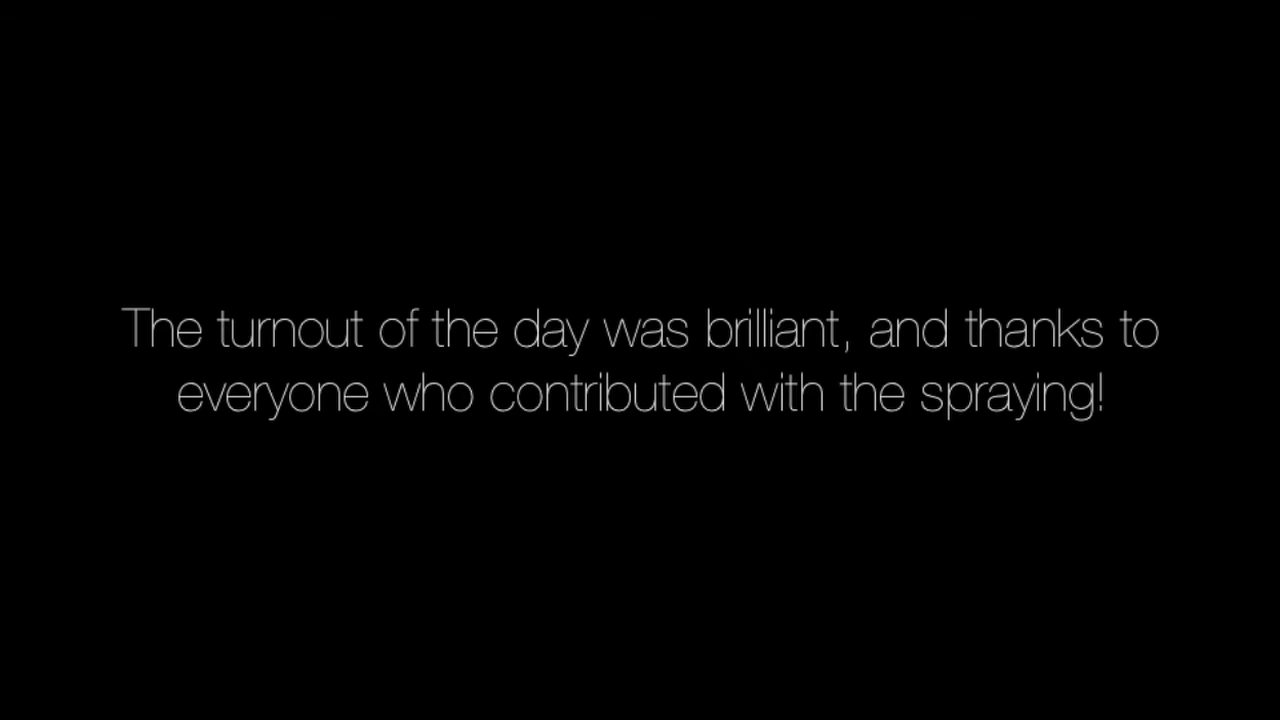 The turnout of the day was brilliant, and thanks to
everyone who contributed with the spraying!